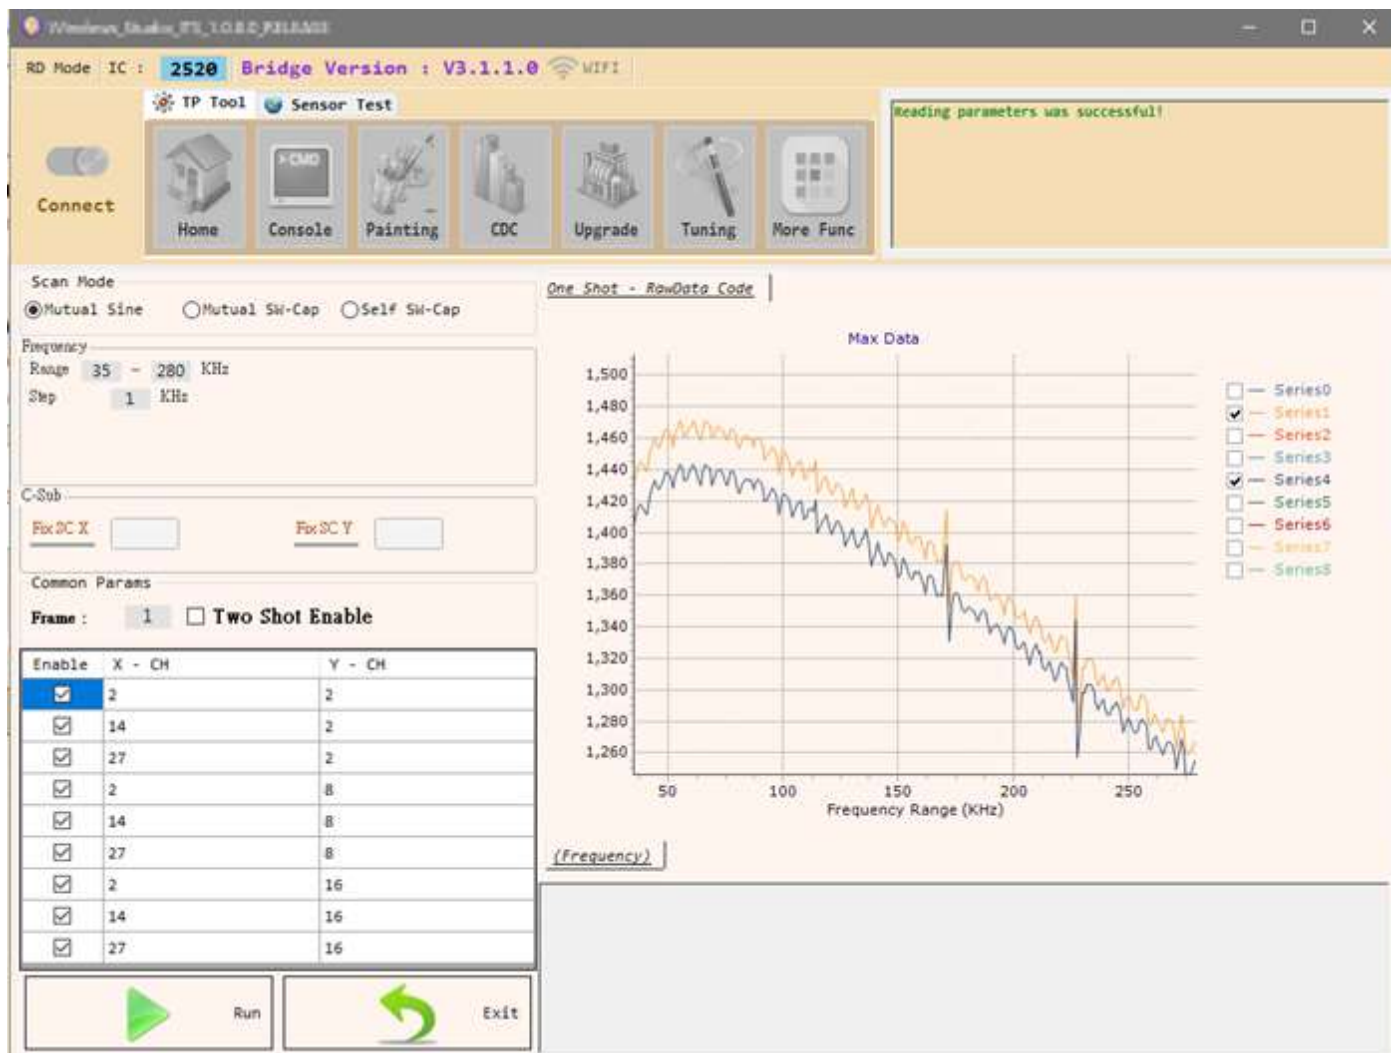 RD Mode IC : 2520 Bridge Version : V3.1.1.0 WIFI
TP Tool Sensor Test
Reading parameters was successful!
Connect
Home Console Painting CDC Upgrade Tuning More Func
>CMD
Scan Mode
Mutual Sine Mutual SW-Cap Self SW-Cap
Frequency
Range 35 - 280 KHz
Step 1 KHz
C-Sub
Fix SC X Fix SC Y
Common Params
Frame : 1 Two Shot Enable
Enable X - CH Y - CH
2 2
14 2
27 2
2 8
14 8
27 8
2 16
14 16
27 16
Run Exit
One Shot - RawData Code
Max Data
1,500
1,480
1,460
1,440
1,420
1,400
1,380
1,360
1,340
1,320
1,300
1,280
1,260
50 100 150 200 250
Frequency Range (KHz)
Series0
Series1
Series2
Series3
Series4
Series5
Series6
Series7
Series8
(Frequency)